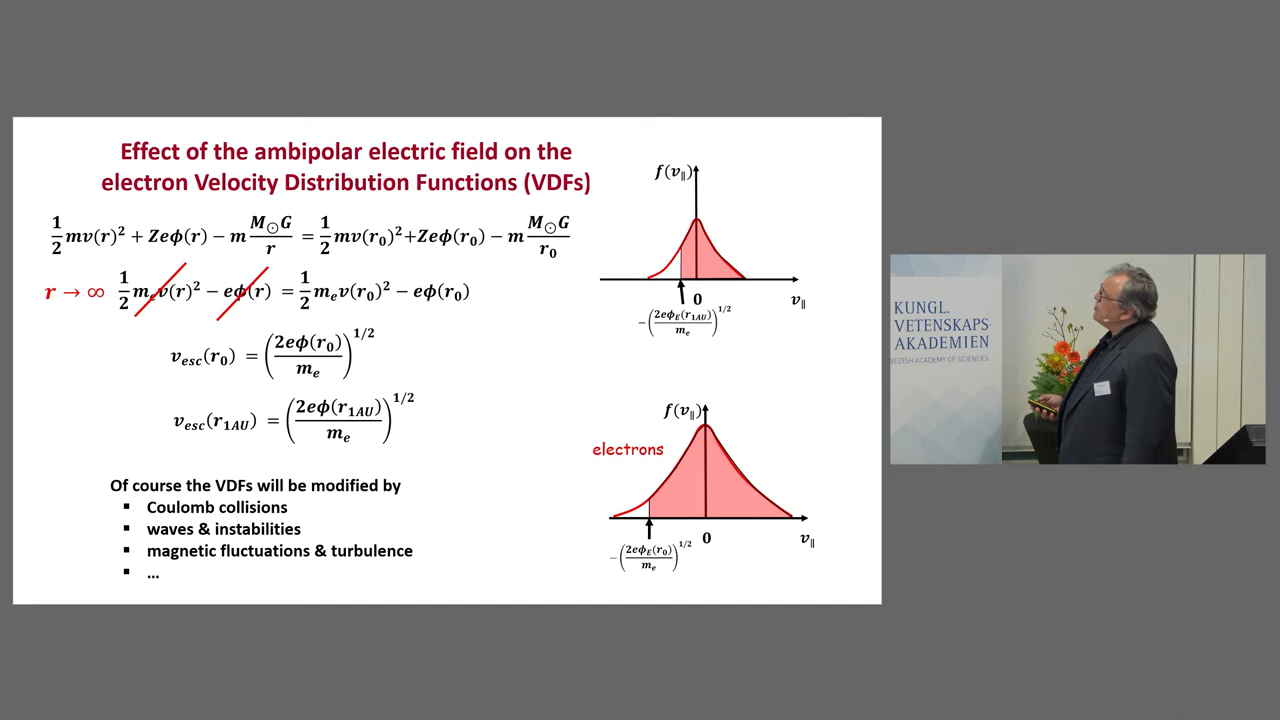 Effect of the ambipolar electric field on the
electron Velocity Distribution Functions (VDFs)
1/2 mv(r)² + Zeϕ(r) − m M⊙G/r = 1/2 mv(r₀)²+Zeϕ(r₀) − m M⊙G/r₀
r → ∞ 1/2 mₑv(r)² − eϕ(r) = 1/2 mₑv(r₀)² − eϕ(r₀)
v_esc(r₀) = (2eϕ(r₀)/mₑ)^1/2
v_esc(r_1AU) = (2eϕ(r_1AU)/mₑ)^1/2
Of course the VDFs will be modified by
▪ Coulomb collisions
▪ waves & instabilities
▪ magnetic fluctuations & turbulence
▪ ...
f(v∥)
0
v∥
−(2eϕ_E(r_1AU)/mₑ)^1/2
f(v∥)
electrons
0
v∥
−(2eϕ_E(r₀)/mₑ)^1/2
KUNGL.
VETENSKAPS-
AKADEMIEN
EDISH ACADEMY OF SCIENCES